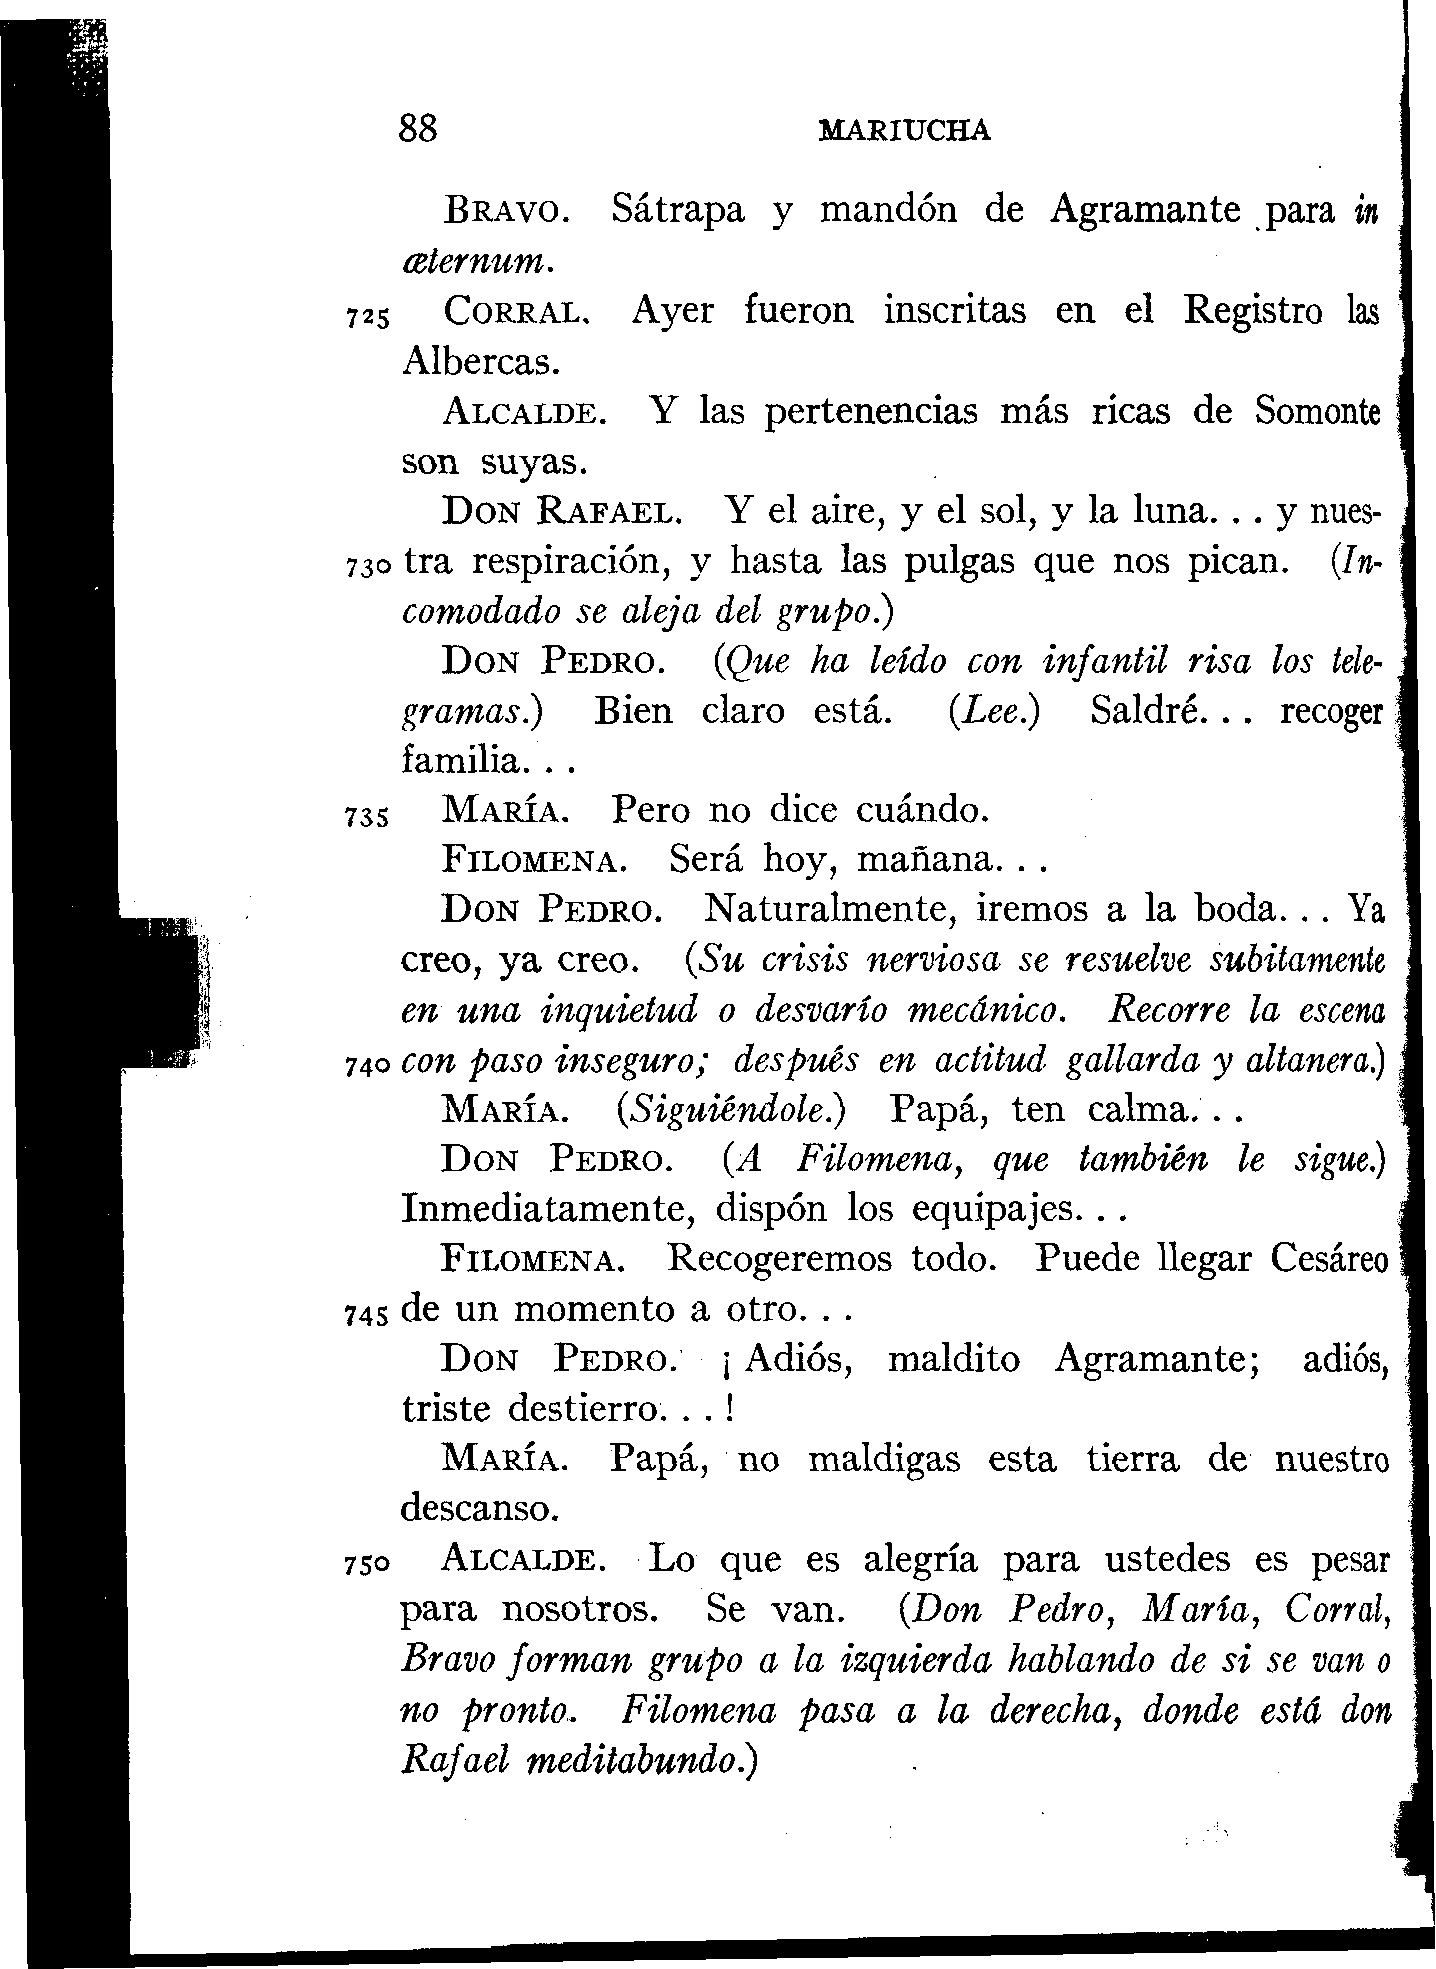 88 MARIUCHA
BRAVO. Sátrapa y mandón de Agramante para in
æternum.
725 CORRAL. Ayer fueron inscritas en el Registro las
Albercas.
ALCALDE. Y las pertenencias más ricas de Somonte
son suyas.
DON RAFAEL. Y el aire, y el sol, y la luna. . . y nues-
730 tra respiración, y hasta las pulgas que nos pican. (In-
comodado se aleja del grupo.)
DON PEDRO. (Que ha leído con infantil risa los tele-
gramas.) Bien claro está. (Lee.) Saldré. . . recoger
familia. . .
735 MARÍA. Pero no dice cuándo.
FILOMENA. Será hoy, mañana. . .
DON PEDRO. Naturalmente, iremos a la boda. . . Ya
creo, ya creo. (Su crisis nerviosa se resuelve subitamente
en una inquietud o desvarío mecánico. Recorre la escena
740 con paso inseguro; después en actitud gallarda y altanera.)
MARÍA. (Siguiéndole.) Papá, ten calma. . .
DON PEDRO. (A Filomena, que también le sigue.)
Inmediatamente, dispón los equipajes. . .
FILOMENA. Recogeremos todo. Puede llegar Cesáreo
745 de un momento a otro. . .
DON PEDRO. ¡ Adiós, maldito Agramante; adiós,
triste destierro. . . !
MARÍA. Papá, no maldigas esta tierra de nuestro
descanso.
750 ALCALDE. Lo que es alegría para ustedes es pesar
para nosotros. Se van. (Don Pedro, María, Corral,
Bravo forman grupo a la izquierda hablando de si se van o
no pronto. Filomena pasa a la derecha, donde está don
Rafael meditabundo.)